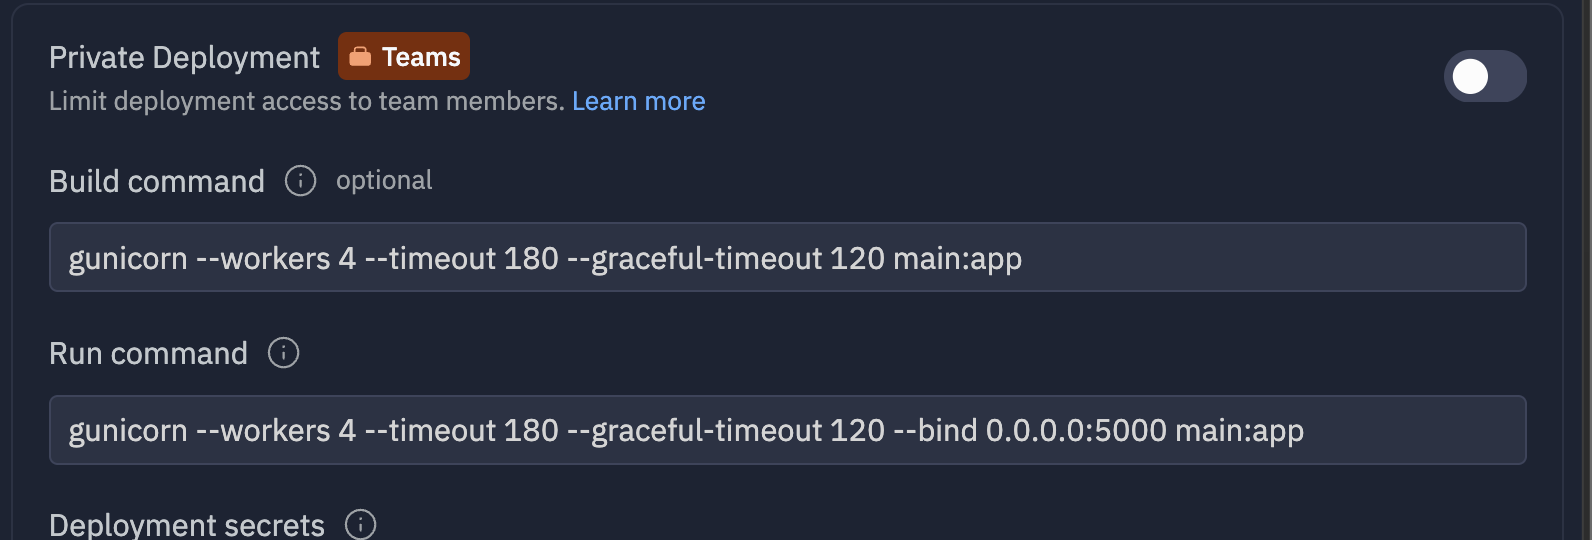 Private Deployment Teams
Limit deployment access to team members. Learn more
Build command optional
gunicorn --workers 4 --timeout 180 --graceful-timeout 120 main:app
Run command
gunicorn --workers 4 --timeout 180 --graceful-timeout 120 --bind 0.0.0.0:5000 main:app
Deployment secrets